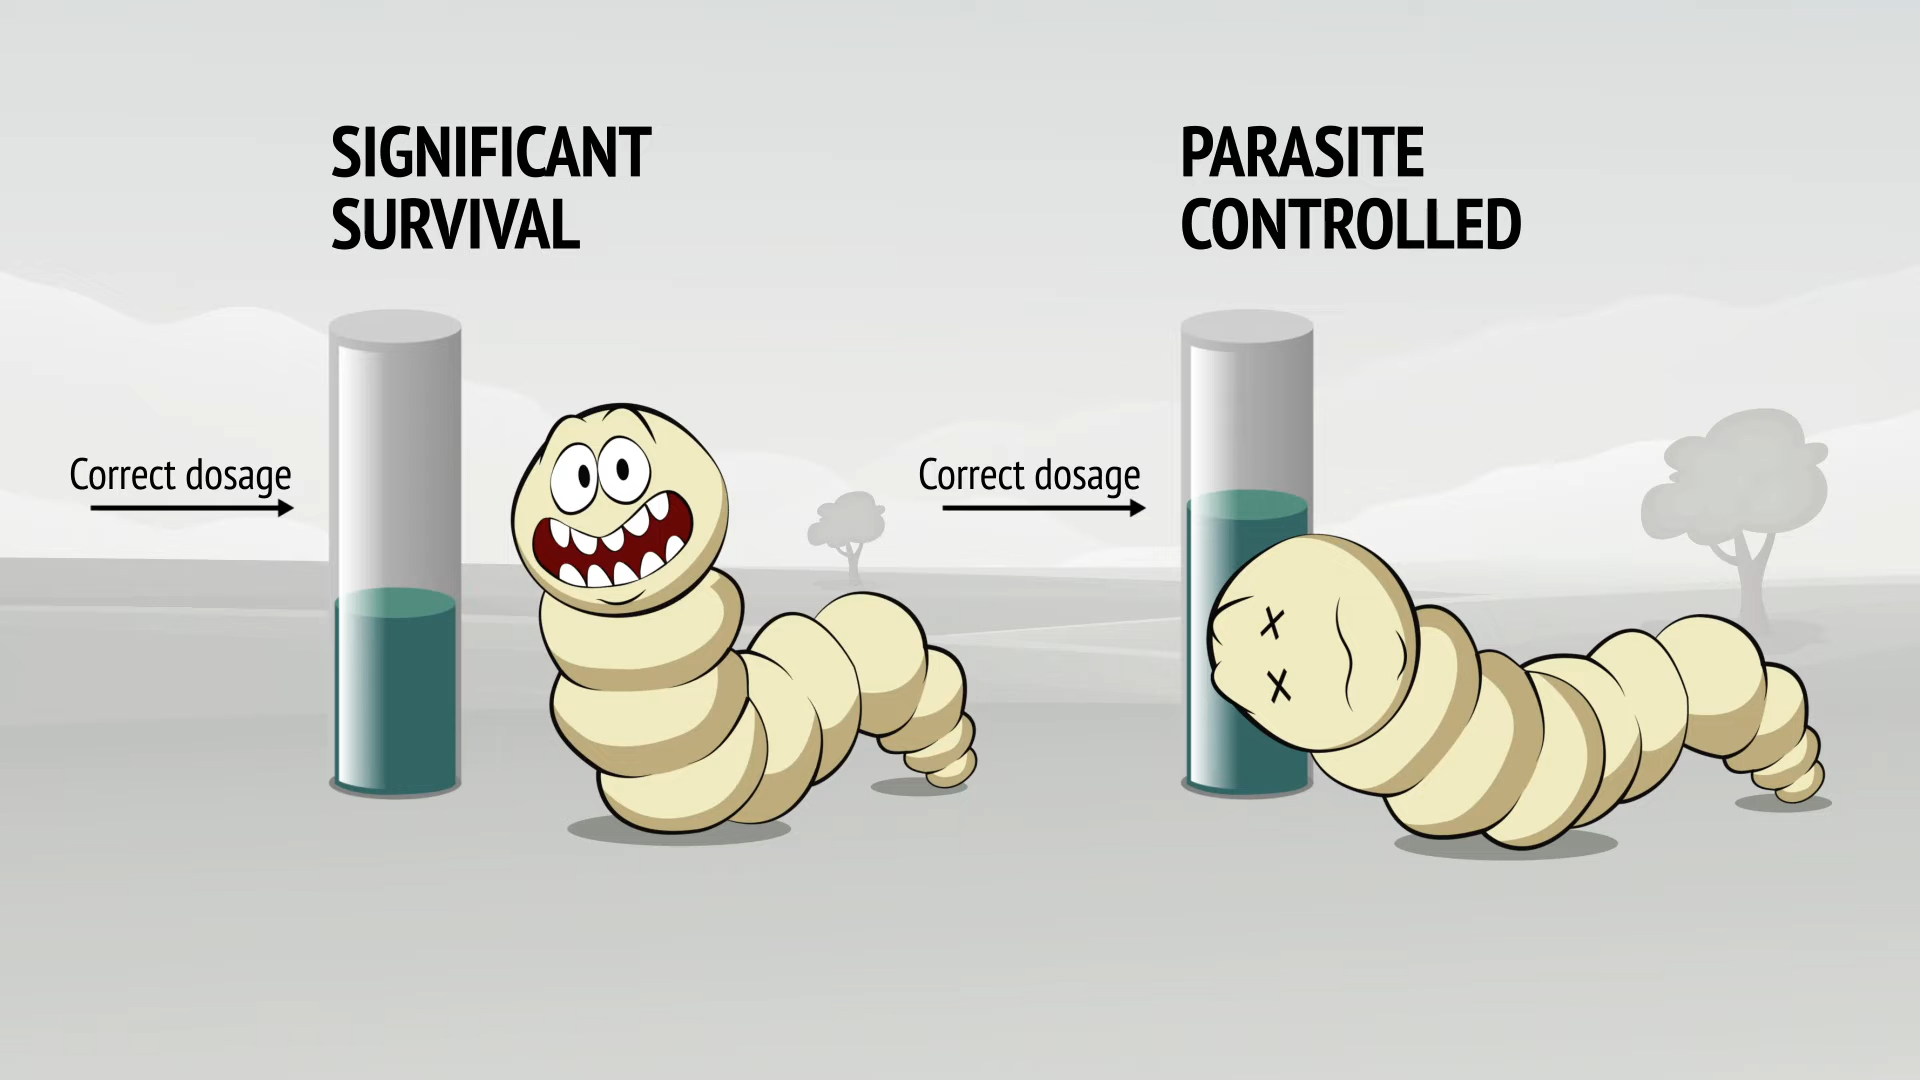 SIGNIFICANT
SURVIVAL
Correct dosage
PARASITE
CONTROLLED
Correct dosage